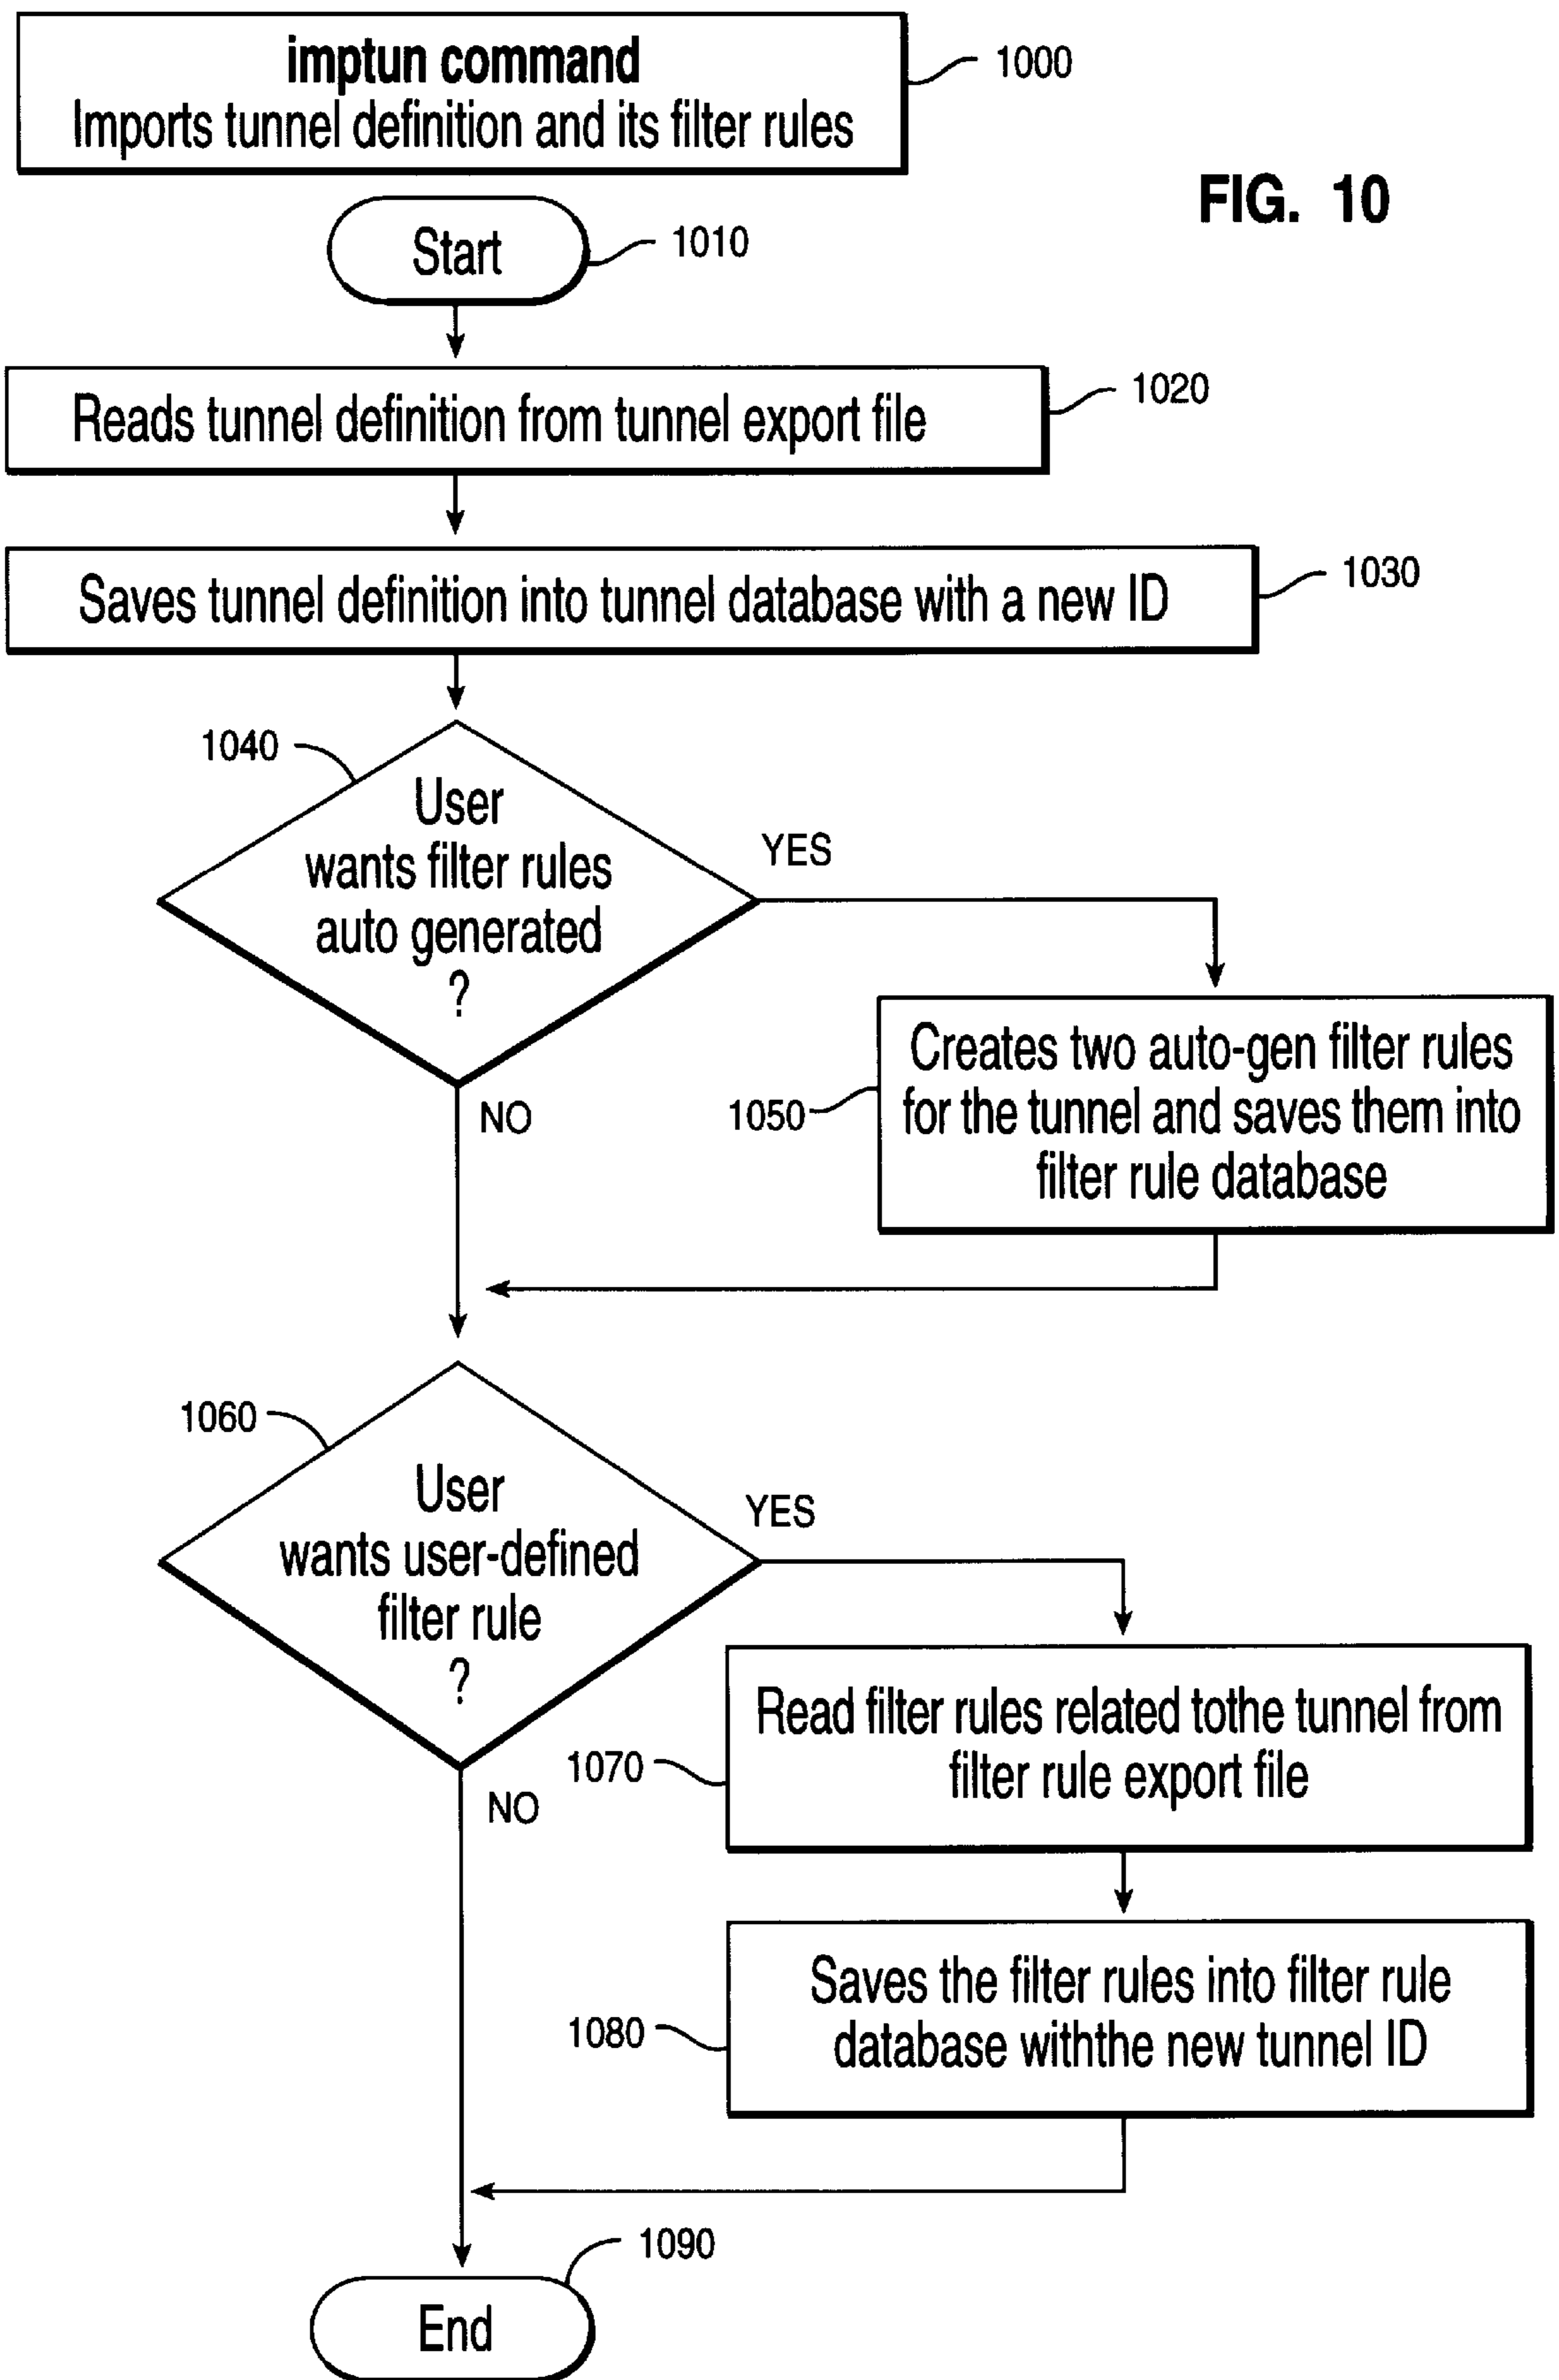 imptun command
Imports tunnel definition and its filter rules
1000
FIG. 10
Start
1010
Reads tunnel definition from tunnel export file
1020
Saves tunnel definition into tunnel database with a new ID
1030
1040
User
wants filter rules
auto generated
?
YES
NO
1050
Creates two auto-gen filter rules
for the tunnel and saves them into
filter rule database
1060
User
wants user-defined
filter rule
?
YES
NO
1070
Read filter rules related tothe tunnel from
filter rule export file
1080
Saves the filter rules into filter rule
database withthe new tunnel ID
1090
End